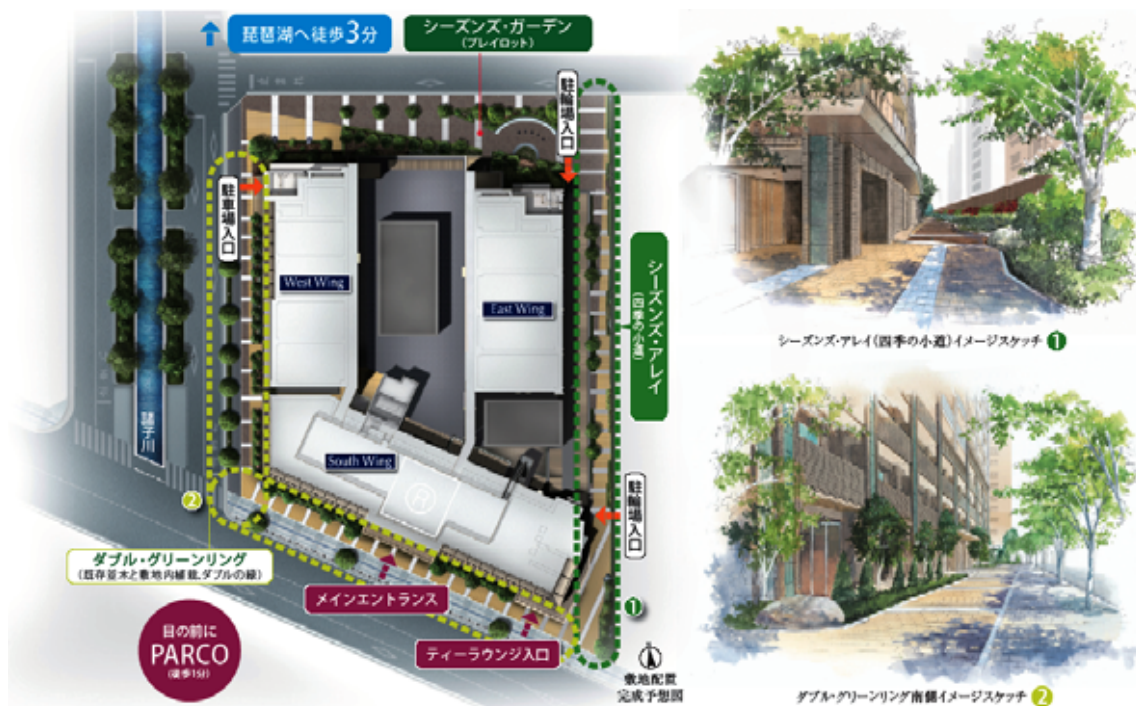 琵琶湖へ徒歩3分
シーズンズ・ガーデン
(プレイロット)
駐輪場入口
駐車場入口
West Wing
East Wing
シーズンズ・アレイ
(四季の小道)
諸子川
South Wing
R
駐輪場入口
2
ダブル・グリーンリング
(既存並木と敷地内植栽、ダブルの緑)
メインエントランス
1
目の前に
PARCO
(徒歩1分)
ティーラウンジ入口
敷地配置
完成予想図
シーズンズ・アレイ(四季の小道)イメージスケッチ 1
ダブル・グリーンリング南側イメージスケッチ 2